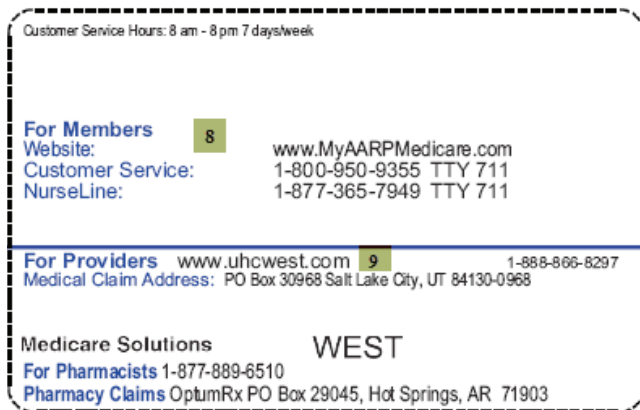 Customer Service Hours: 8 am - 8 pm 7 days/week
For Members 8
Website: www.MyAARPMedicare.com
Customer Service: 1-800-950-9355 TTY 711
NurseLine: 1-877-365-7949 TTY 711
For Providers www.uhcwest.com 9 1-888-866-8297
Medical Claim Address: PO Box 30968 Salt Lake City, UT 84130-0968
Medicare Solutions WEST
For Pharmacists 1-877-889-6510
Pharmacy Claims OptumRx PO Box 29045, Hot Springs, AR 71903